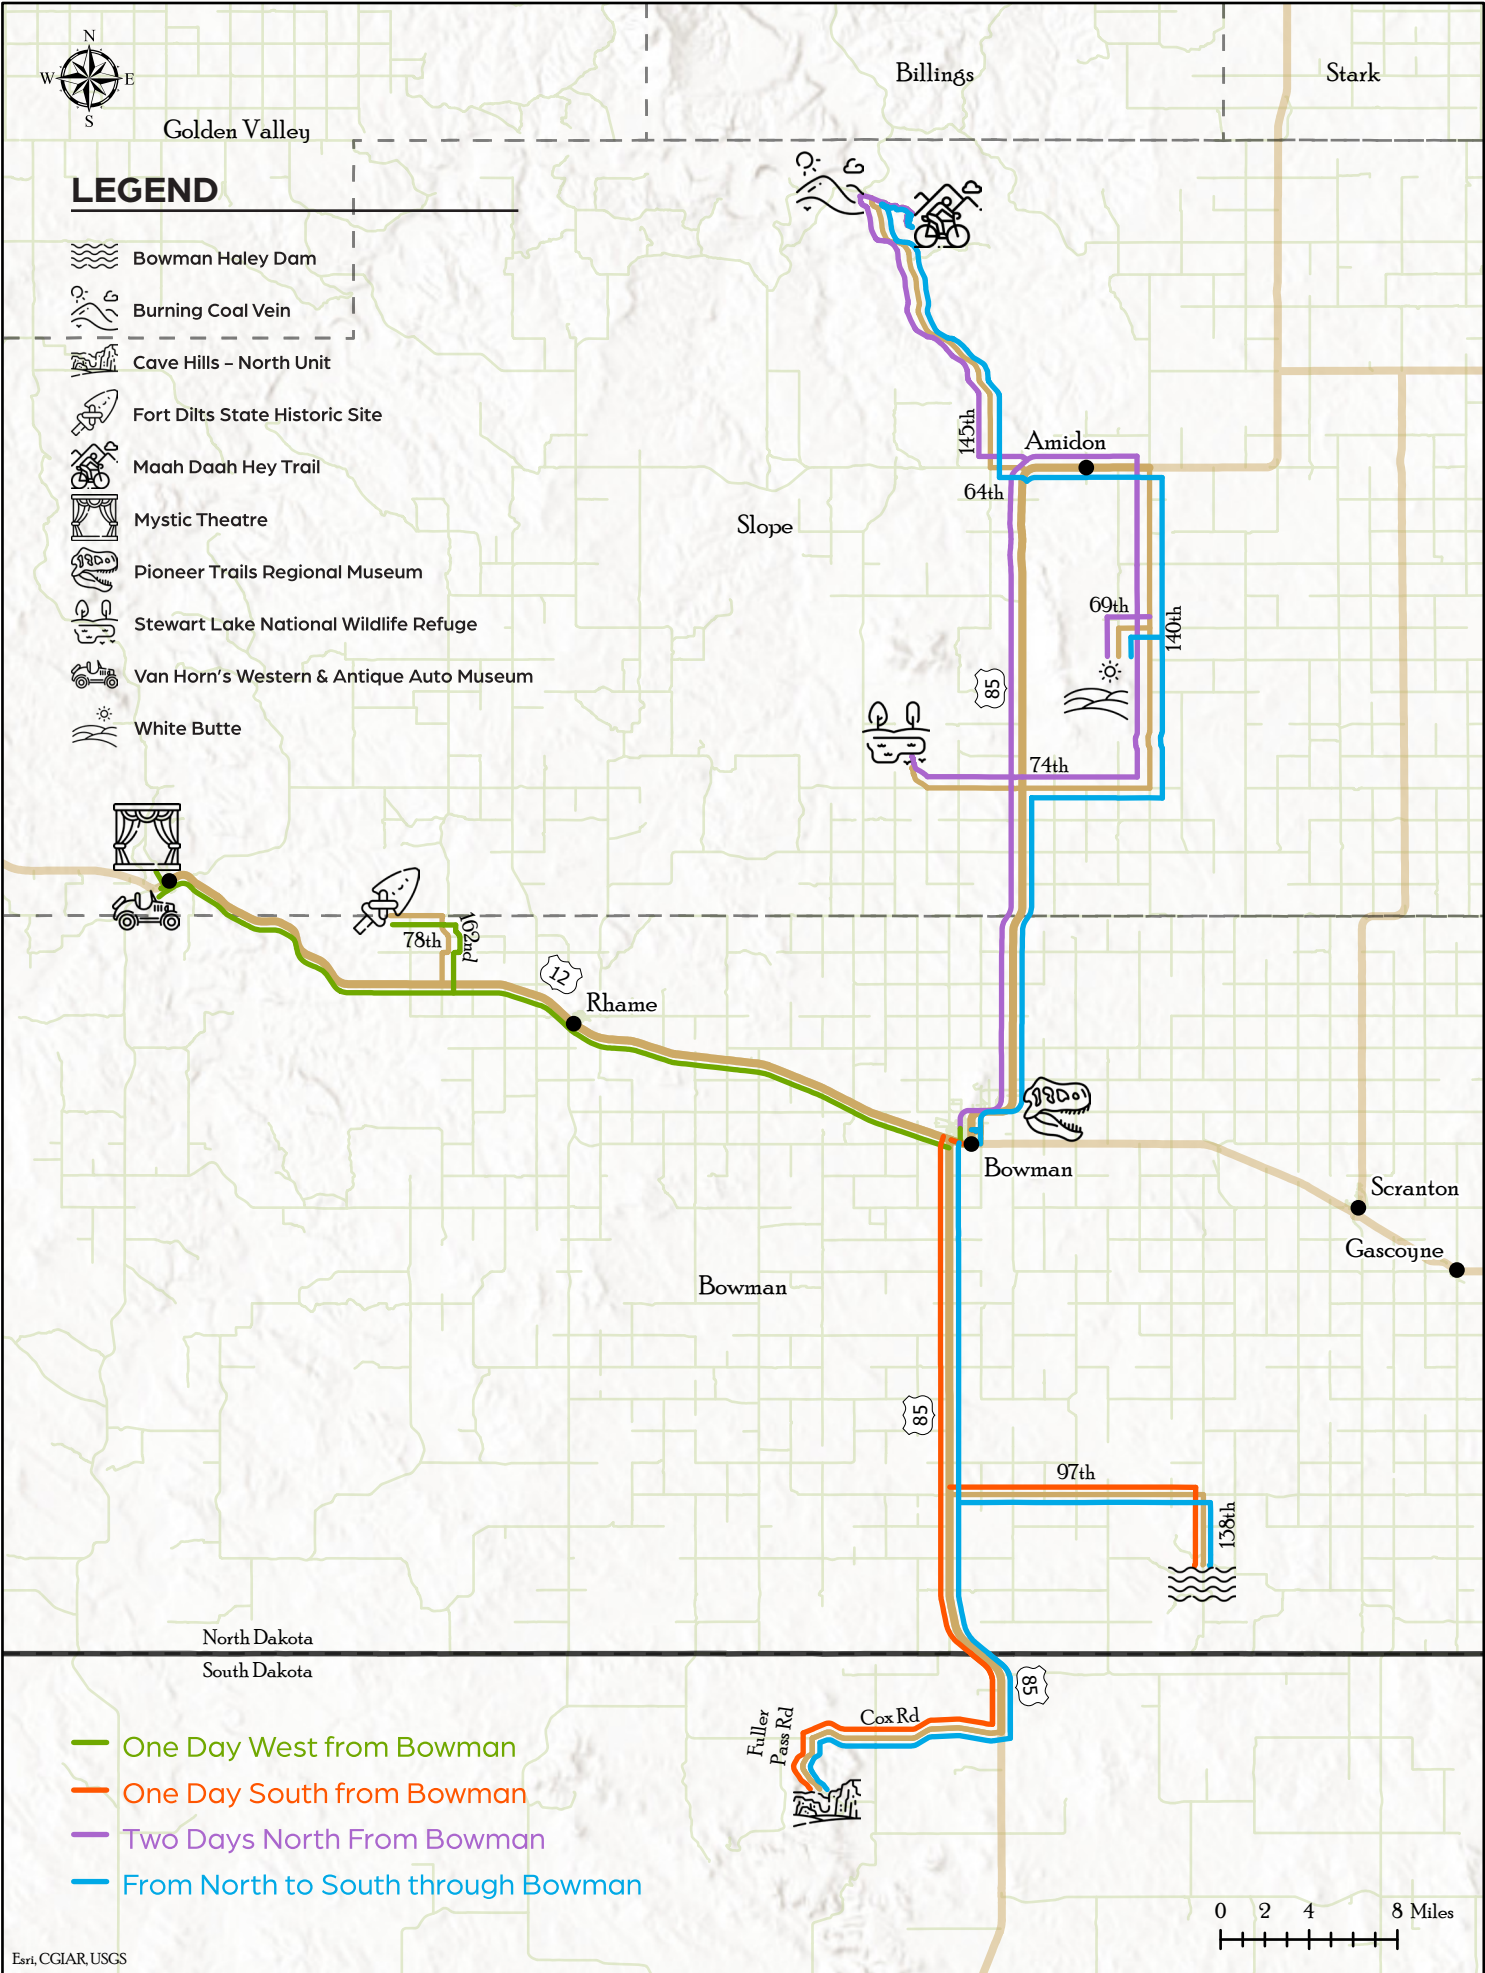 N
W E
S
Billings
Stark
Golden Valley
LEGEND
Bowman Haley Dam
Burning Coal Vein
Cave Hills – North Unit
Fort Dilts State Historic Site
Maah Daah Hey Trail
Mystic Theatre
Pioneer Trails Regional Museum
Stewart Lake National Wildlife Refuge
Van Horn's Western & Antique Auto Museum
White Butte
145th
Amidon
64th
Slope
69th
140th
85
74th
78th
162nd
12
Rhame
Bowman
Scranton
Gascoyne
Bowman
85
97th
138th
North Dakota
South Dakota
85
Cox Rd
Fuller
Pass Rd
One Day West from Bowman
One Day South from Bowman
Two Days North From Bowman
From North to South through Bowman
0 2 4 8 Miles
Esri, CGIAR, USGS